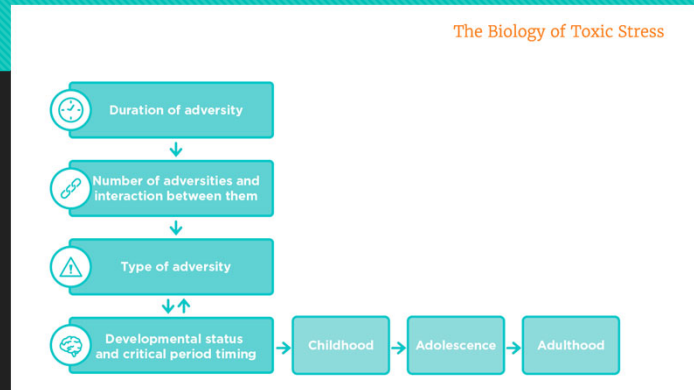 The Biology of Toxic Stress
Duration of adversity
Number of adversities and
interaction between them
Type of adversity
Developmental status
and critical period timing
Childhood
Adolescence
Adulthood